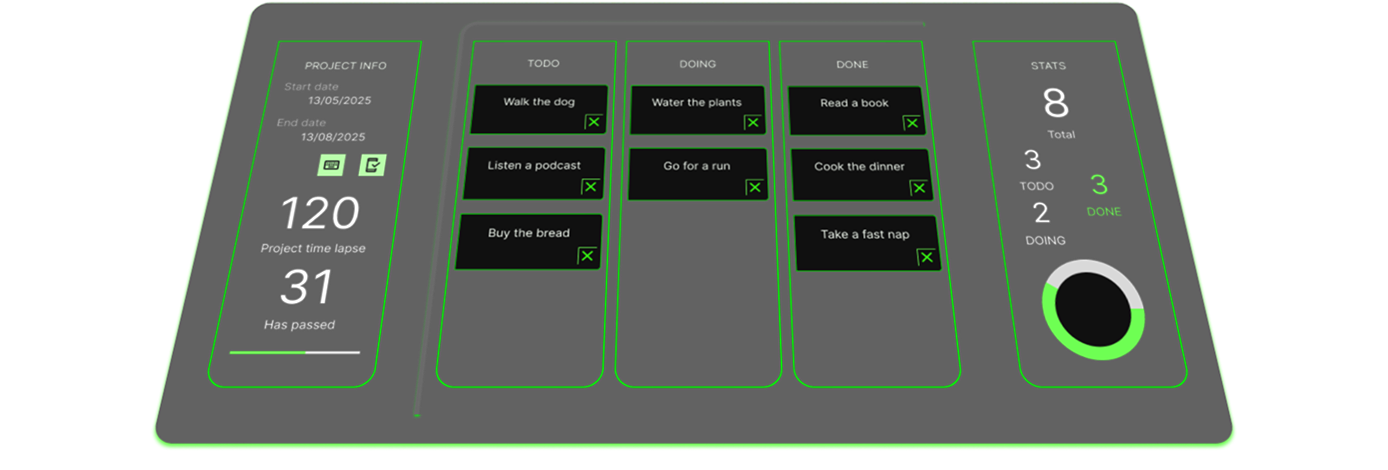 PROJECT INFO
Start date
13/05/2025
End date
13/08/2025
120
Project time lapse
31
Has passed
TODO
Walk the dog
Listen a podcast
Buy the bread
DOING
Water the plants
Go for a run
DONE
Read a book
Cook the dinner
Take a fast nap
STATS
8
Total
3
TODO
3
DONE
2
DOING